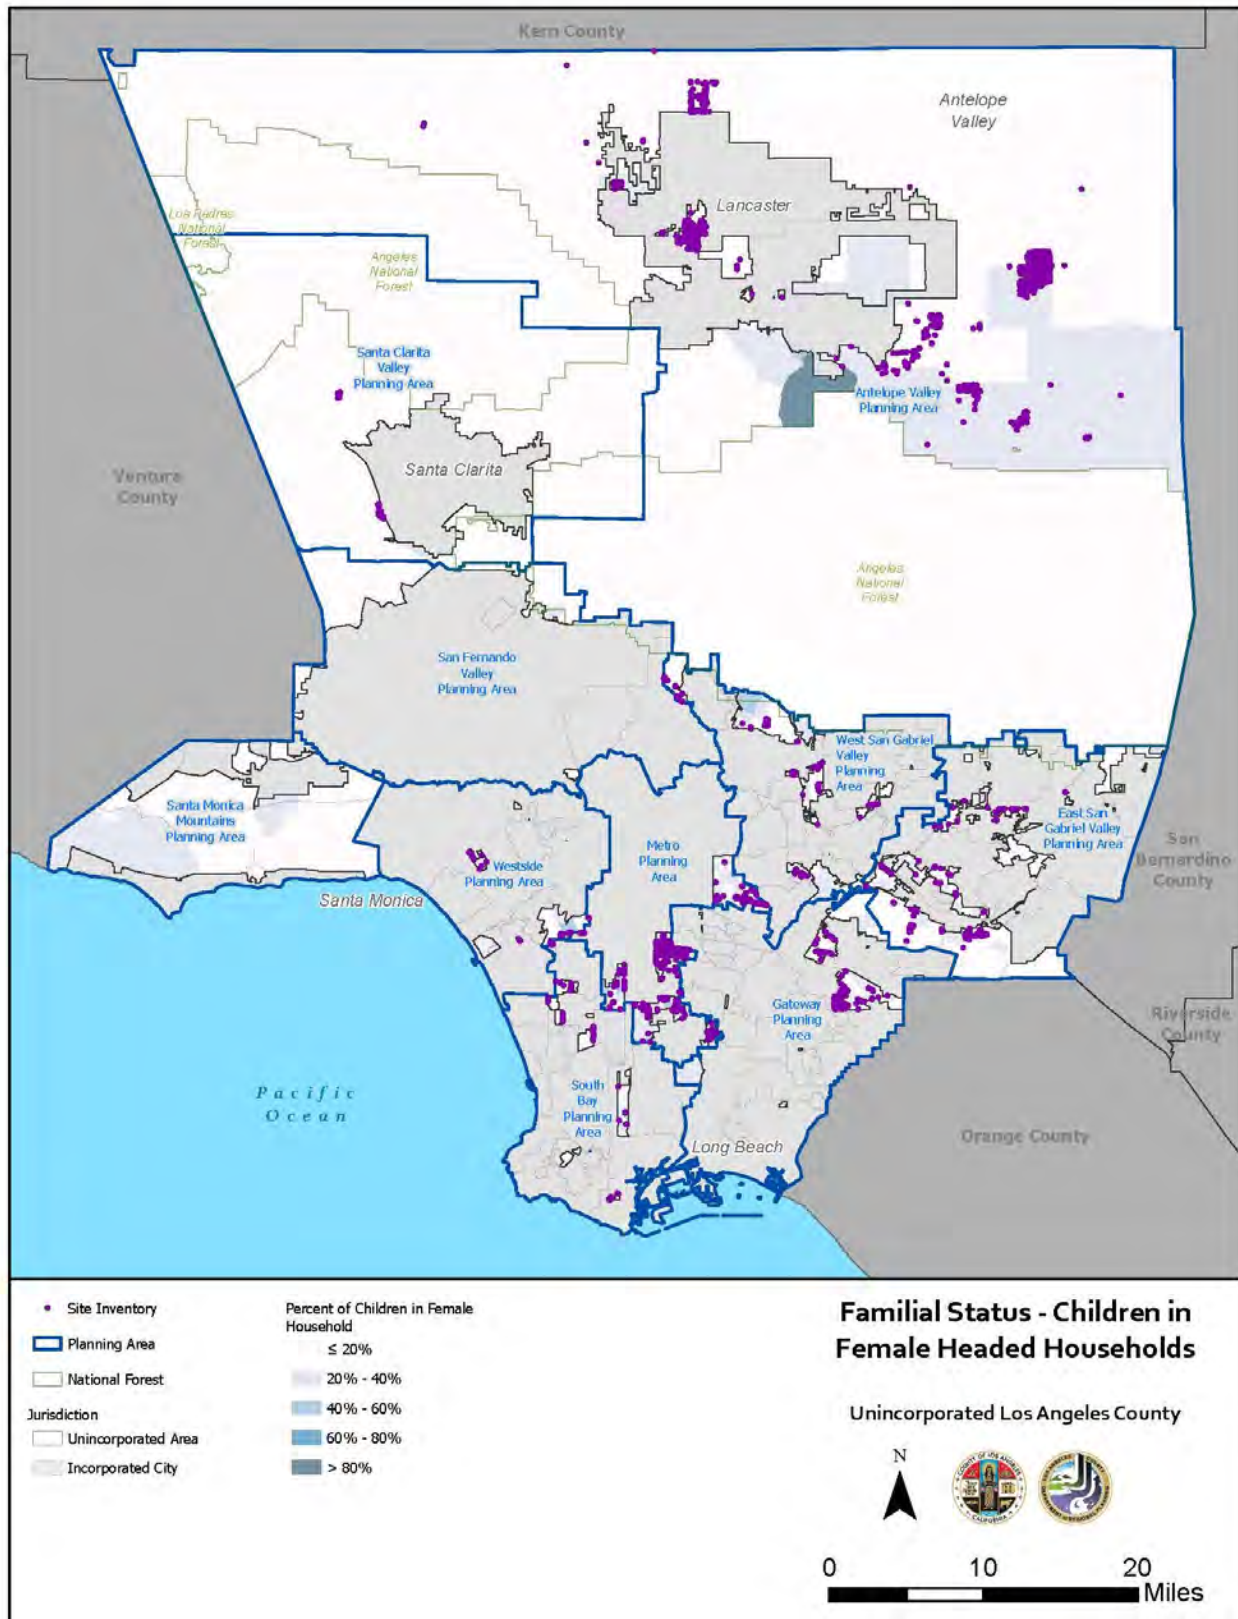 Kern County
Antelope
Valley
Lancaster
Los Padres
National
Forest
Angeles
National
Forest
Santa Clarita
Valley
Planning Area
Antelope Valley
Planning Area
Santa Clarita
Ventura
County
Angeles
National
Forest
San Fernando
Valley
Planning Area
West San Gabriel
Valley
Planning
Area
Santa Monica
Mountains
Planning Area
East San
Gabriel Valley
Planning Area
San
Bernardino
County
Metro
Planning
Area
Westside
Planning Area
Santa Monica
Gateway
Planning
Area
Riverside
County
Pacific
Ocean
South
Bay
Planning
Area
Long Beach
Orange County
Site Inventory
Planning Area
National Forest
Jurisdiction
Unincorporated Area
Incorporated City
Percent of Children in Female
Household
≤ 20%
20% - 40%
40% - 60%
60% - 80%
> 80%
Familial Status - Children in
Female Headed Households
Unincorporated Los Angeles County
N
COUNTY OF LOS ANGELES
CALIFORNIA
0 10 20
Miles